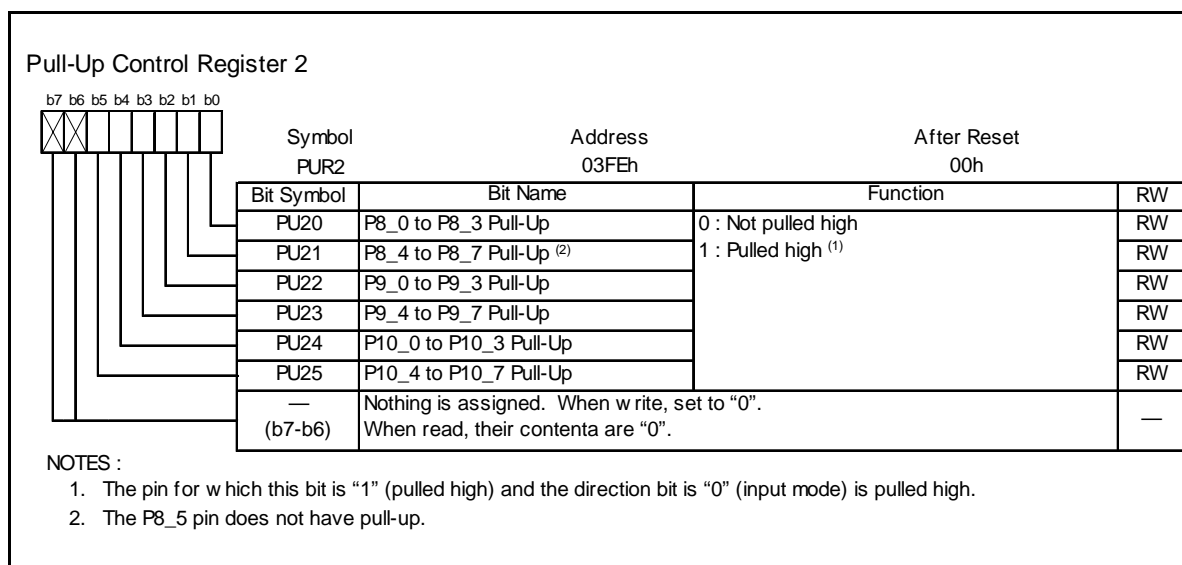 Pull-Up Control Register 2
b7 b6 b5 b4 b3 b2 b1 b0
Symbol Address After Reset
PUR2 03FEh 00h
Bit Symbol Bit Name Function RW
PU20 P8_0 to P8_3 Pull-Up 0 : Not pulled high RW
PU21 P8_4 to P8_7 Pull-Up (2) 1 : Pulled high (1) RW
PU22 P9_0 to P9_3 Pull-Up RW
PU23 P9_4 to P9_7 Pull-Up RW
PU24 P10_0 to P10_3 Pull-Up RW
PU25 P10_4 to P10_7 Pull-Up RW
— Nothing is assigned. When write, set to “0”. —
(b7-b6) When read, their contenta are “0”.
NOTES :
1. The pin for which this bit is “1” (pulled high) and the direction bit is “0” (input mode) is pulled high.
2. The P8_5 pin does not have pull-up.